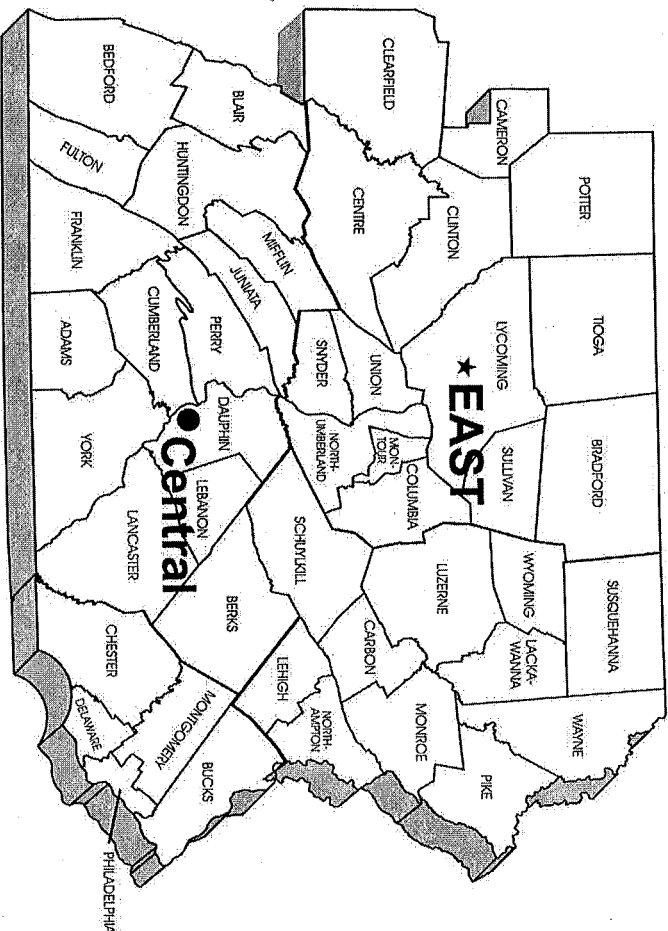 POTTER
TIOGA
BRADFORD
SUSQUEHANNA
WAYNE
CAMERON
CLINTON
LYCOMING
SULLIVAN
WYOMING
LACKA-
WANNA
PIKE
★ EAST
CLEARFIELD
CENTRE
UNION
MON-
TOUR
COLUMBIA
LUZERNE
MONROE
SNYDER
NORTH-
UMBERLAND
CARBON
NORTH-
AMPTON
BLAIR
HUNTINGDON
MIFFLIN
JUNIATA
PERRY
DAUPHIN
LEBANON
SCHUYLKILL
BERKS
LEHIGH
Central
BEDFORD
FULTON
FRANKLIN
CUMBERLAND
ADAMS
YORK
LANCASTER
CHESTER
MONTGOMERY
BUCKS
DELAWARE
PHILADELPHIA